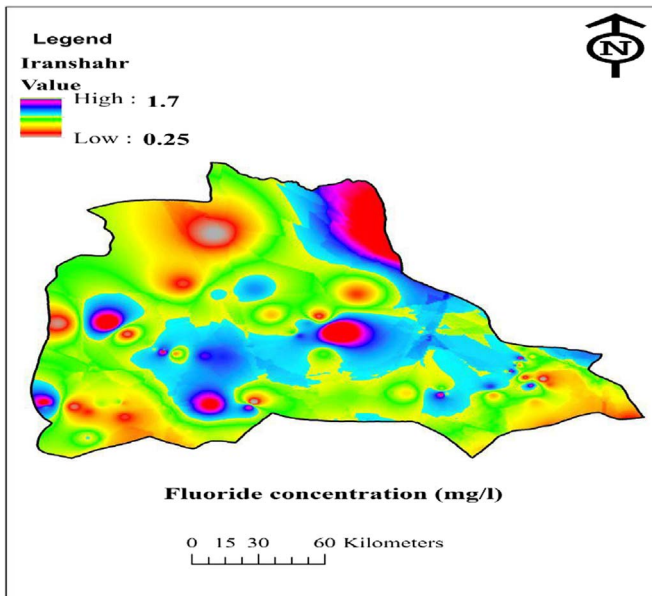 Legend
N
Iranshahr
Value
High : 1.7
Low : 0.25
Fluoride concentration (mg/l)
0 15 30 60 Kilometers